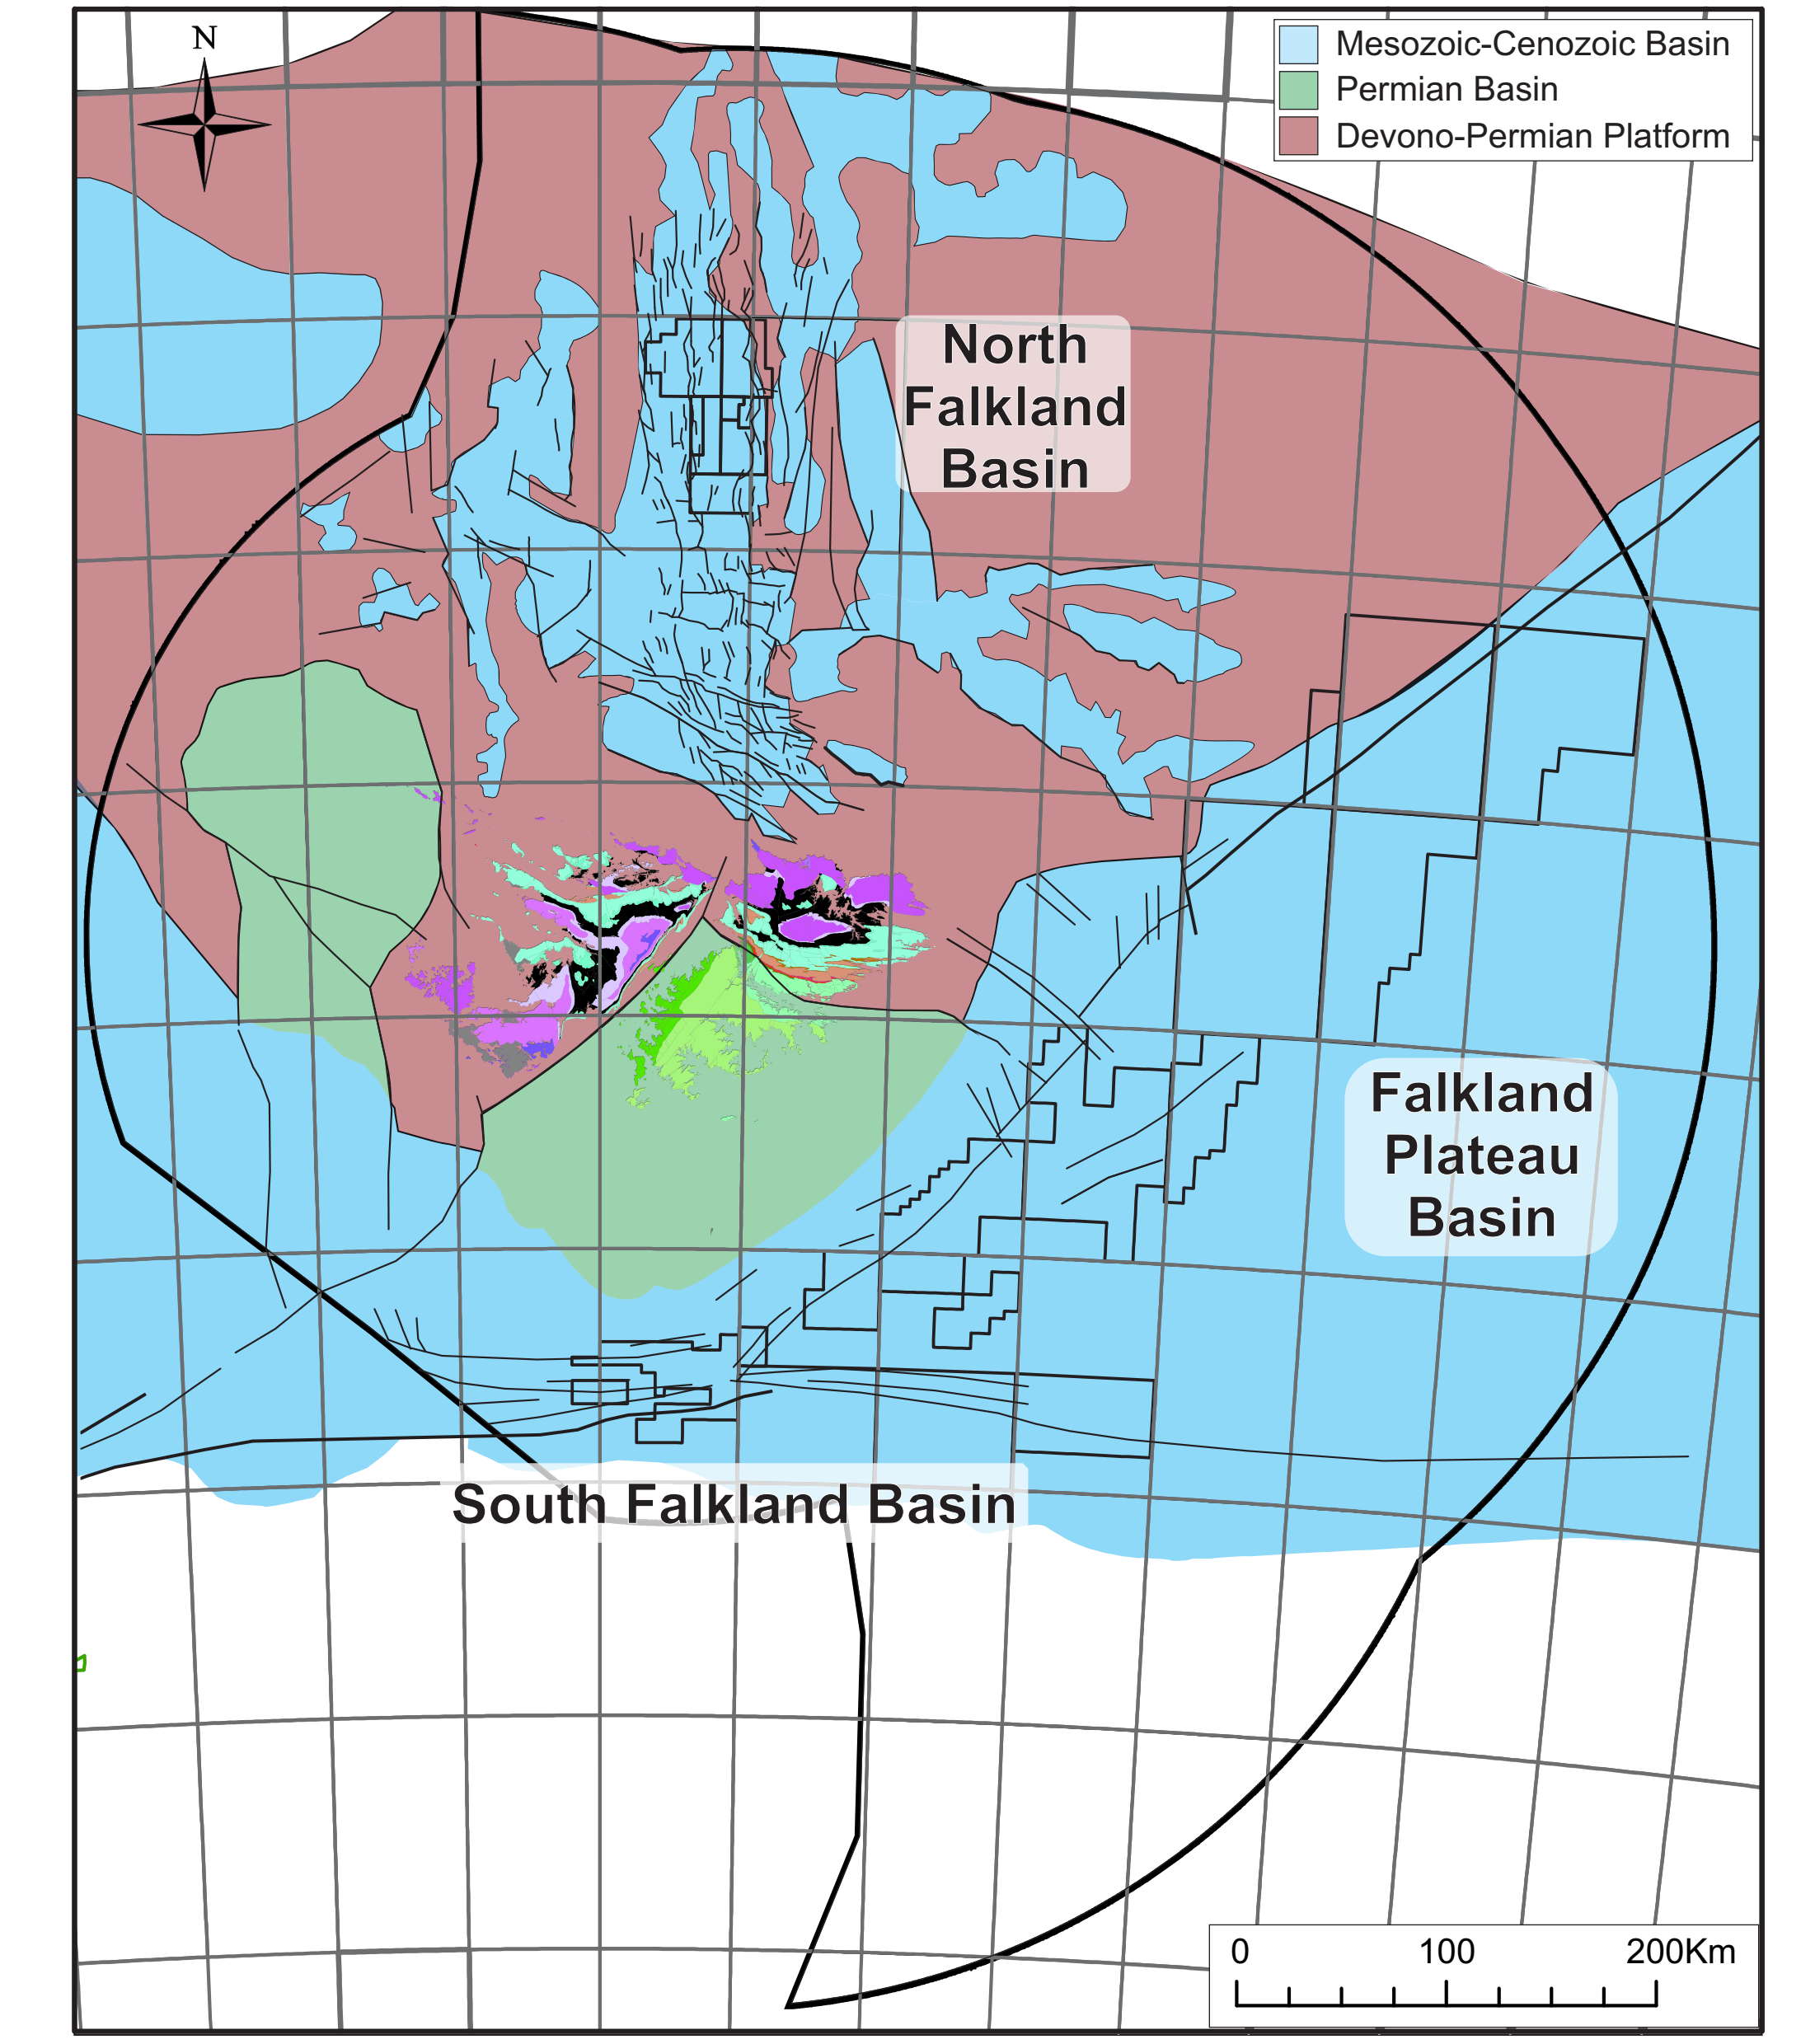 N
Mesozoic-Cenozoic Basin
Permian Basin
Devono-Permian Platform
North
Falkland
Basin
Falkland
Plateau
Basin
South Falkland Basin
0 100 200Km